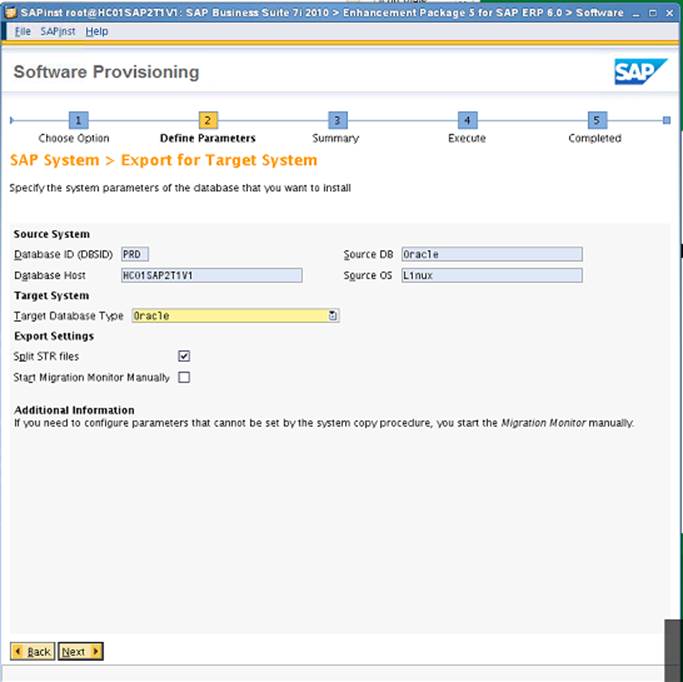 SAPinst root@HC01SAP2T1V1: SAP Business Suite 7i 2010 > Enhancement Package 5 for SAP ERP 6.0 > Software
File SAPinst Help
Software Provisioning
SAP
1 2 3 4 5
Choose Option Define Parameters Summary Execute Completed
SAP System > Export for Target System
Specify the system parameters of the database that you want to install
Source System
Database ID (DBSID) PRD Source DB Oracle
Database Host HC01SAP2T1V1 Source OS Linux
Target System
Target Database Type Oracle
Export Settings
Split STR files
Start Migration Monitor Manually
Additional Information
If you need to configure parameters that cannot be set by the system copy procedure, you start the Migration Monitor manually.
Back Next